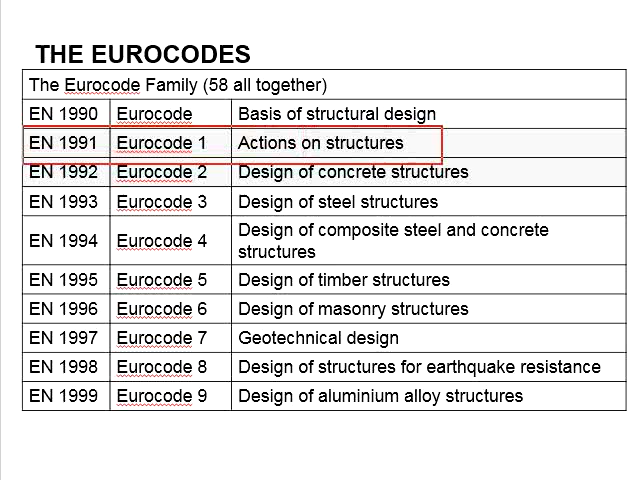 THE EUROCODES
The Eurocode Family (58 all together)
EN 1990 Eurocode Basis of structural design
EN 1991 Eurocode 1 Actions on structures
EN 1992 Eurocode 2 Design of concrete structures
EN 1993 Eurocode 3 Design of steel structures
EN 1994 Eurocode 4 Design of composite steel and concrete
structures
EN 1995 Eurocode 5 Design of timber structures
EN 1996 Eurocode 6 Design of masonry structures
EN 1997 Eurocode 7 Geotechnical design
EN 1998 Eurocode 8 Design of structures for earthquake resistance
EN 1999 Eurocode 9 Design of aluminium alloy structures